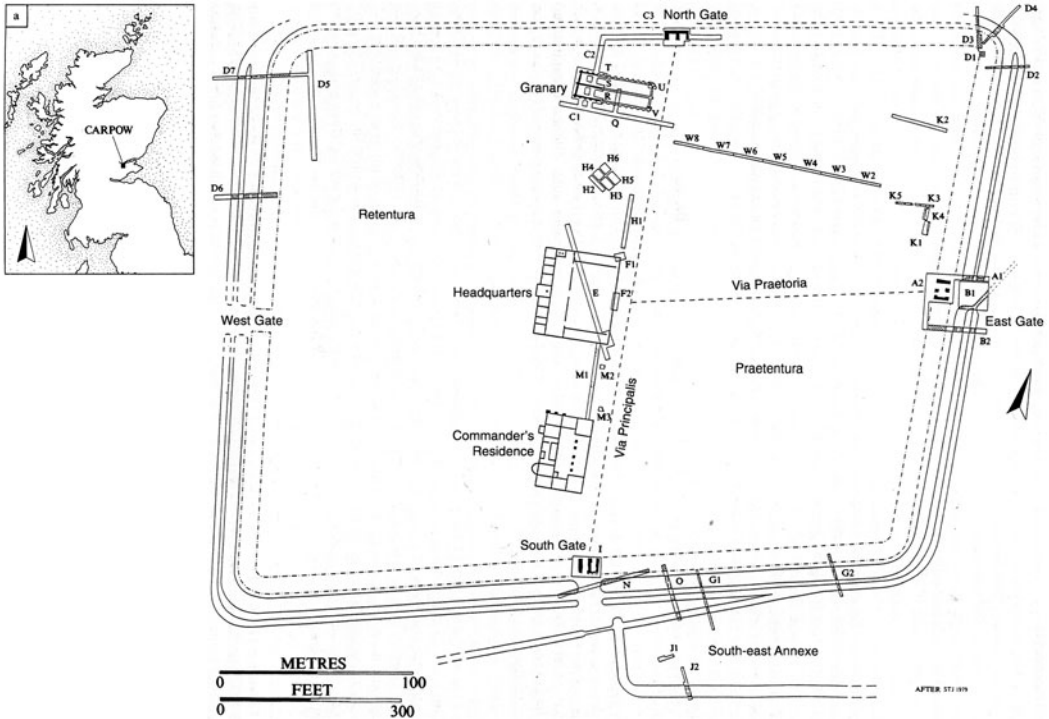 a
CARPOW
C3 North Gate
D4
D3
D1
D2
D7
D5
C2
T
S
R
U
V
Granary
C1
Q
K2
W8 W7 W6 W5 W4 W3 W2
H6
H4
H5
H2
H3
H1
K5
K3
K4
K1
D6
Retentura
F1
F2
E
Headquarters
Via Praetoria
A2
A1
B1
East Gate
B2
West Gate
Praetentura
M1
M2
M3
Via Principalis
Commander's
Residence
South Gate
I
N
O
G1
G2
J1
J2
South-east Annexe
METRES
0 100
FEET
0 300
AFTER STJ 1979